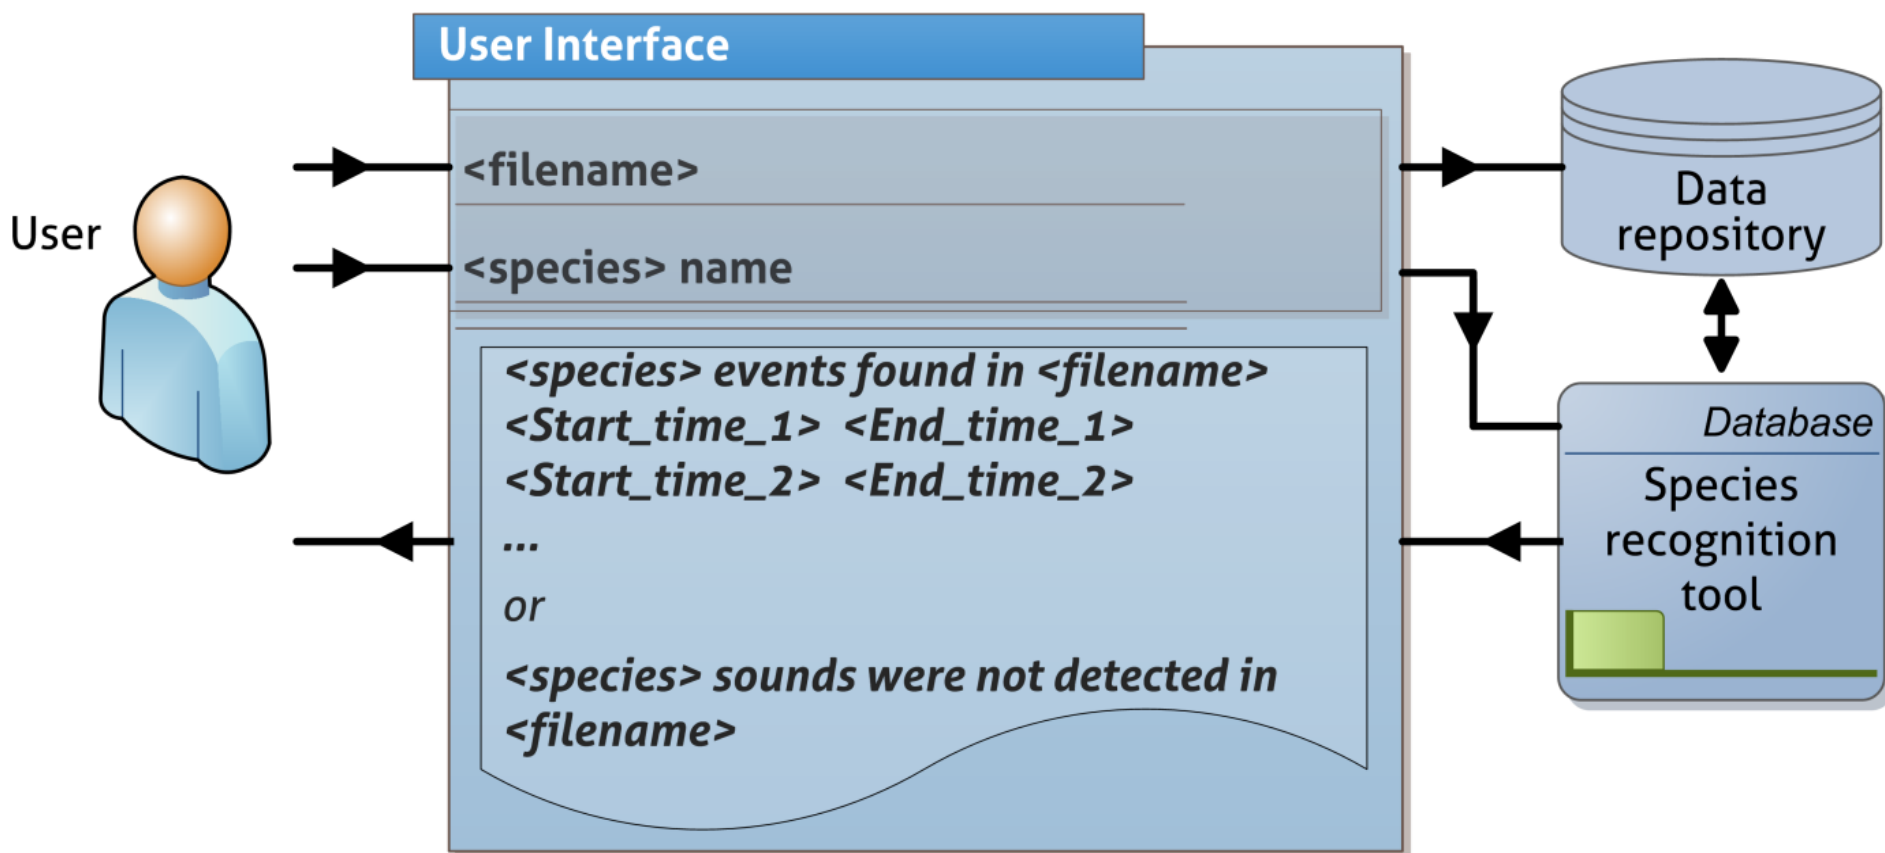 User Interface
User
<filename>
<species> name
<species> events found in <filename>
<Start_time_1> <End_time_1>
<Start_time_2> <End_time_2>
...
or
<species> sounds were not detected in
<filename>
Data
repository
Database
Species
recognition
tool